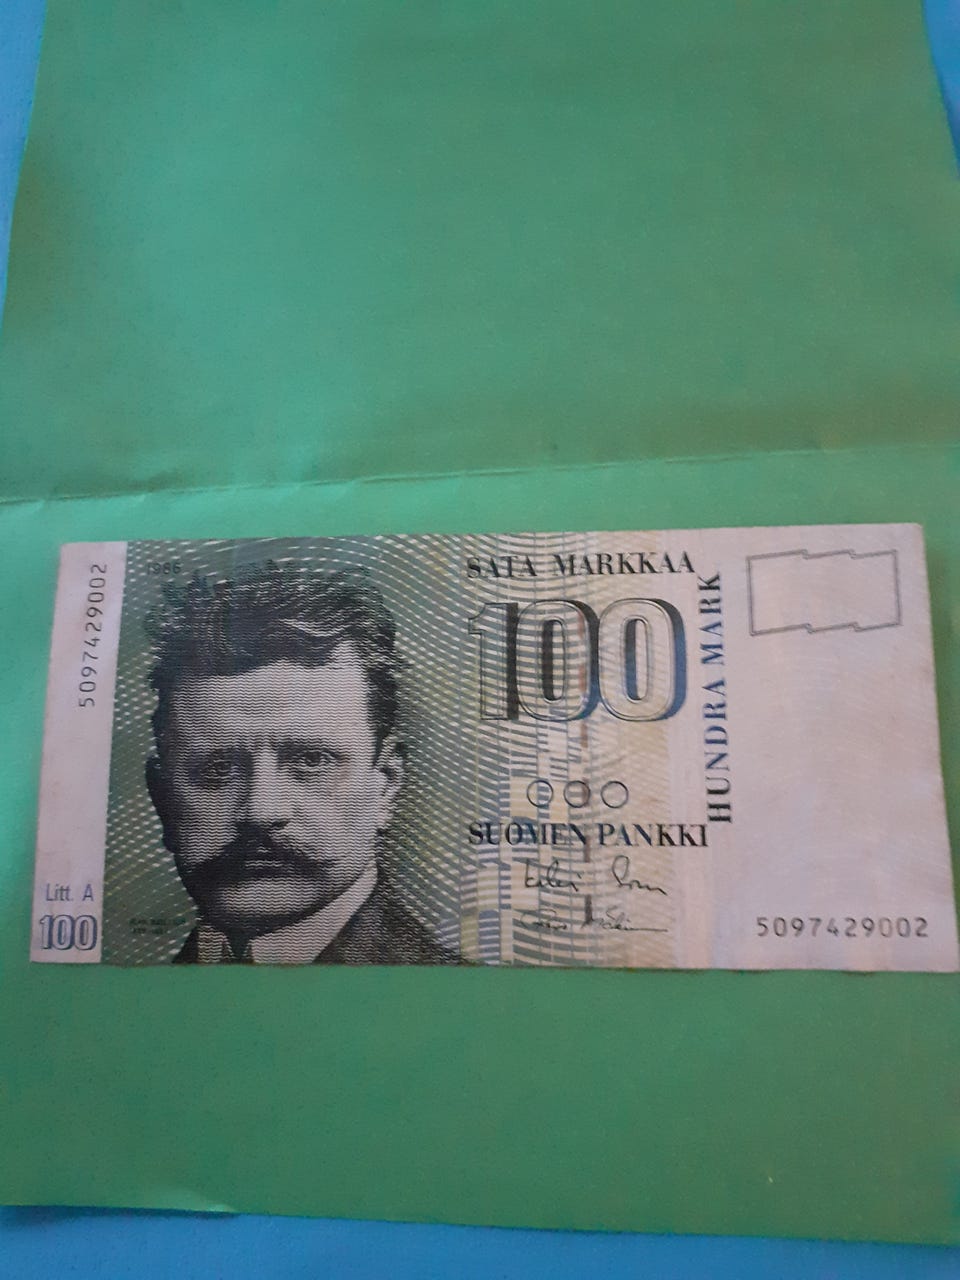 5097429002
1986
SATA MARKKAA
100
HUNDRA MARK
SUOMEN PANKKI
Litt. A
100
5097429002